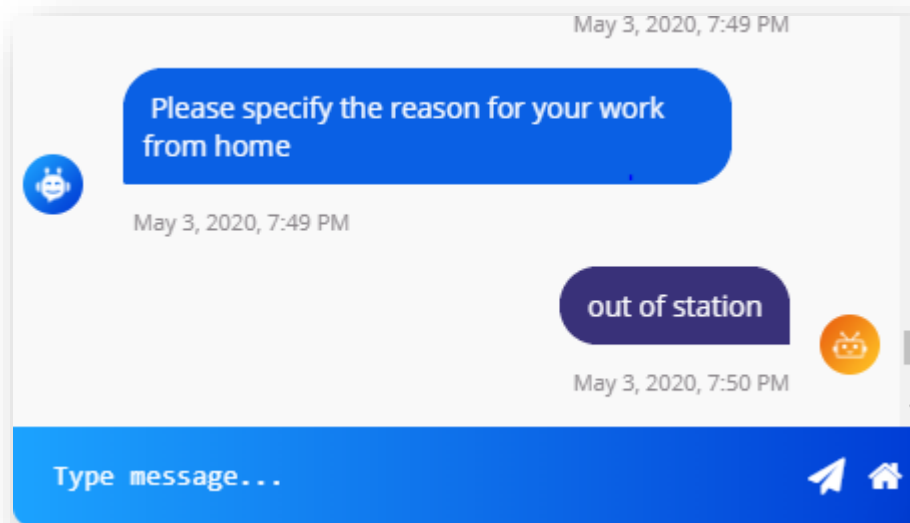 May 3, 2020, 7:49 PM
Please specify the reason for your work
from home
May 3, 2020, 7:49 PM
out of station
May 3, 2020, 7:50 PM
Type message...